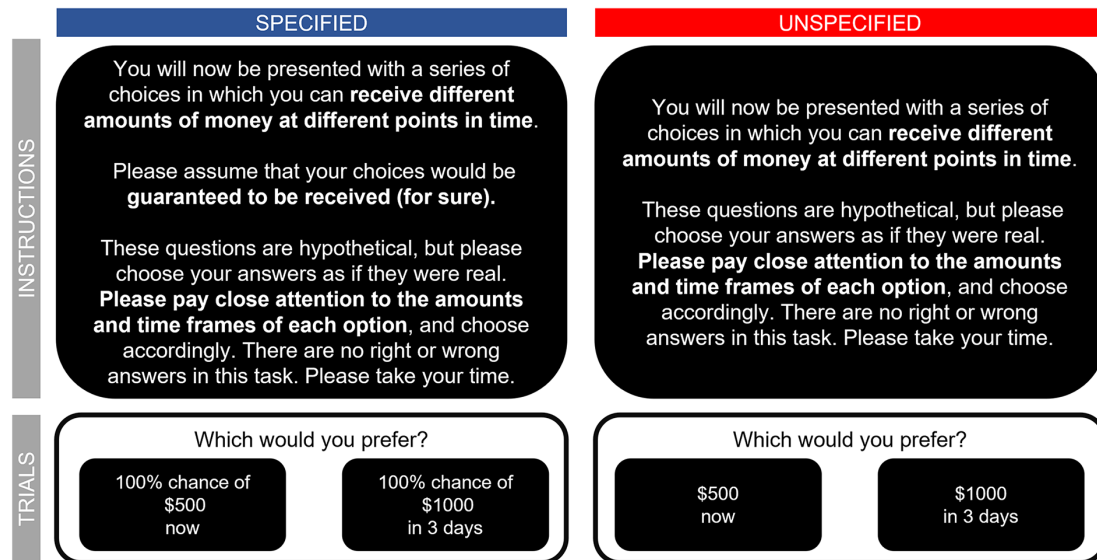 SPECIFIED
UNSPECIFIED
INSTRUCTIONS
You will now be presented with a series of
choices in which you can receive different
amounts of money at different points in time.
Please assume that your choices would be
guaranteed to be received (for sure).
These questions are hypothetical, but please
choose your answers as if they were real.
Please pay close attention to the amounts
and time frames of each option, and choose
accordingly. There are no right or wrong
answers in this task. Please take your time.
You will now be presented with a series of
choices in which you can receive different
amounts of money at different points in time.
These questions are hypothetical, but please
choose your answers as if they were real.
Please pay close attention to the amounts
and time frames of each option, and choose
accordingly. There are no right or wrong
answers in this task. Please take your time.
TRIALS
Which would you prefer?
100% chance of
$500
now
100% chance of
$1000
in 3 days
Which would you prefer?
$500
now
$1000
in 3 days